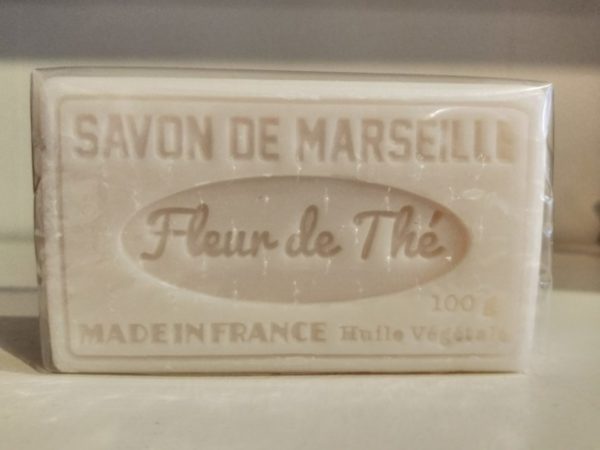 SAVON DE MARSEILLE
Fleur de Thé
100 g
MADE IN FRANCE Huile Végétale